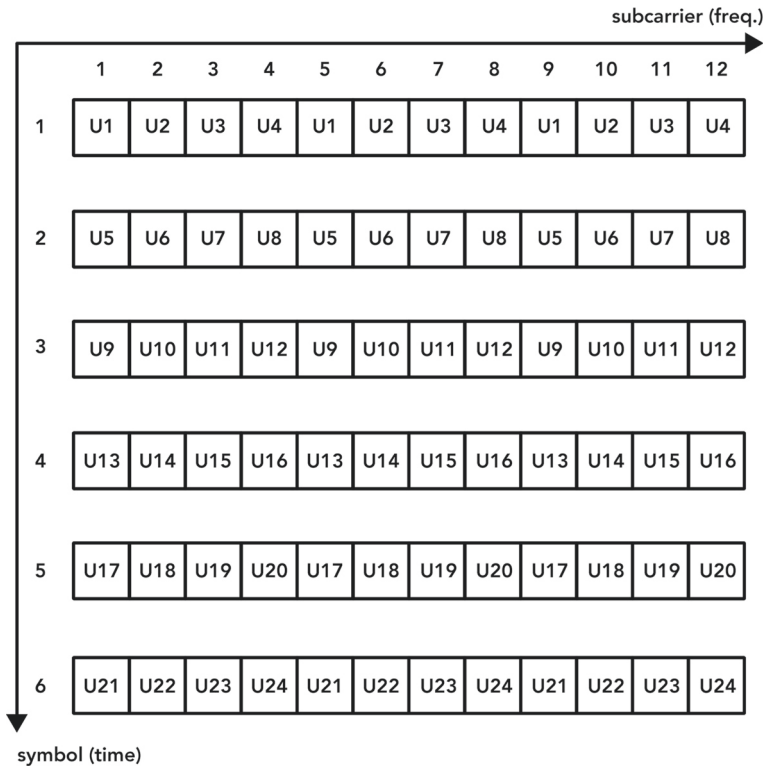 subcarrier (freq.)
1 2 3 4 5 6 7 8 9 10 11 12
1 U1 U2 U3 U4 U1 U2 U3 U4 U1 U2 U3 U4
2 U5 U6 U7 U8 U5 U6 U7 U8 U5 U6 U7 U8
3 U9 U10 U11 U12 U9 U10 U11 U12 U9 U10 U11 U12
4 U13 U14 U15 U16 U13 U14 U15 U16 U13 U14 U15 U16
5 U17 U18 U19 U20 U17 U18 U19 U20 U17 U18 U19 U20
6 U21 U22 U23 U24 U21 U22 U23 U24 U21 U22 U23 U24
symbol (time)